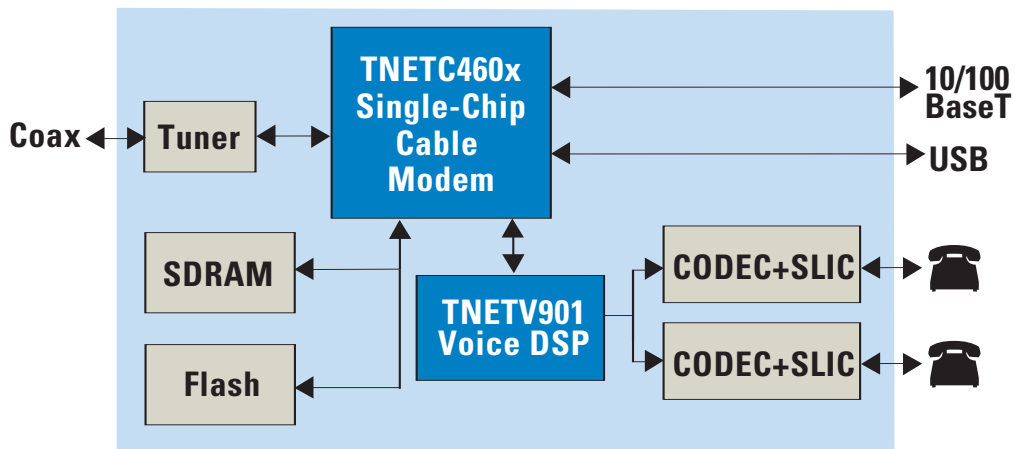 TNETC460x
Single-Chip
Cable
Modem
10/100
BaseT
Coax
Tuner
USB
SDRAM
CODEC+SLIC
TNETV901
Voice DSP
Flash
CODEC+SLIC